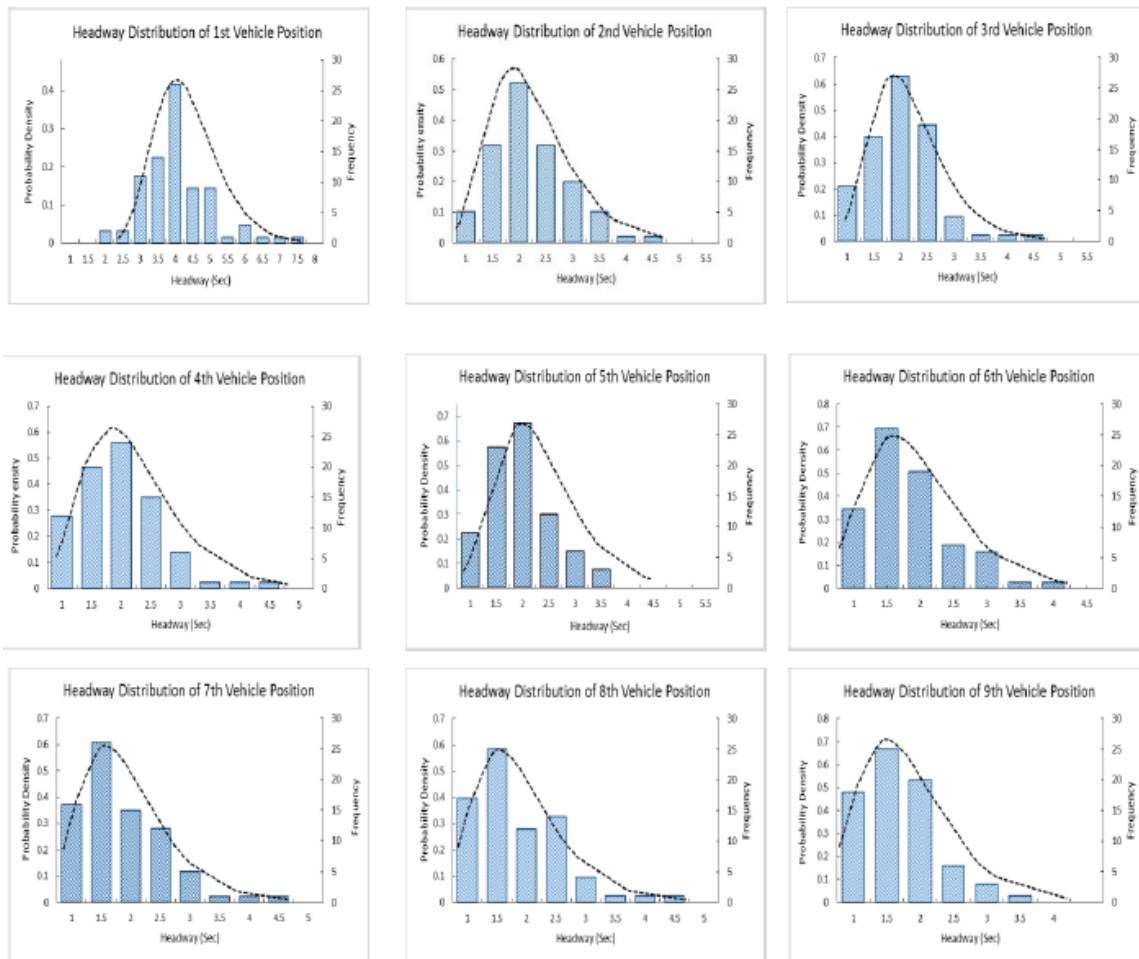 Headway Distribution of 1st Vehicle Position
Probability Density
0.4
0.3
0.2
0.1
0
30
25
20
15
10
5
0
Frequency
1 1.5 2 2.5 3 3.5 4 4.5 5 5.5 6 6.5 7 7.5 8
Headway (Sec)
Headway Distribution of 2nd Vehicle Position
Probability ensity
0.6
0.5
0.4
0.3
0.2
0.1
0
30
25
20
15
10
5
0
Frequency
1 1.5 2 2.5 3 3.5 4 4.5 5 5.5
Headway (Sec)
Headway Distribution of 3rd Vehicle Position
Probability Density
0.7
0.6
0.5
0.4
0.3
0.2
0.1
0
30
25
20
15
10
5
0
Frequency
1 1.5 2 2.5 3 3.5 4 4.5 5 5.5
Headway (Sec)
Headway Distribution of 4th Vehicle Position
Probability ensity
0.7
0.6
0.5
0.4
0.3
0.2
0.1
0
30
25
20
15
10
5
0
Frequency
1 1.5 2 2.5 3 3.5 4 4.5 5
Headway (Sec)
Headway Distribution of 5th Vehicle Position
Probability Density
0.7
0.6
0.5
0.4
0.3
0.2
0.1
0
30
25
20
15
10
5
0
Frequency
1 1.5 2 2.5 3 3.5 4 4.5 5 5.5
Headway (Sec)
Headway Distribution of 6th Vehicle Position
Probability Density
0.8
0.7
0.6
0.5
0.4
0.3
0.2
0.1
0
30
25
20
15
10
5
0
Frequency
1 1.5 2 2.5 3 3.5 4 4.5
Headway (Sec)
Headway Distribution of 7th Vehicle Position
Probability Density
0.7
0.6
0.5
0.4
0.3
0.2
0.1
0
30
25
20
15
10
5
0
Frequency
1 1.5 2 2.5 3 3.5 4 4.5 5
Headway (Sec)
Headway Distribution of 8th Vehicle Position
Probability Density
0.7
0.6
0.5
0.4
0.3
0.2
0.1
0
30
25
20
15
10
5
0
Frequency
1 1.5 2 2.5 3 3.5 4 4.5 5
Headway (Sec)
Headway Distribution of 9th Vehicle Position
Probability Density
0.8
0.7
0.6
0.5
0.4
0.3
0.2
0.1
0
30
25
20
15
10
5
0
Frequency
1 1.5 2 2.5 3 3.5 4
Headway (Sec)